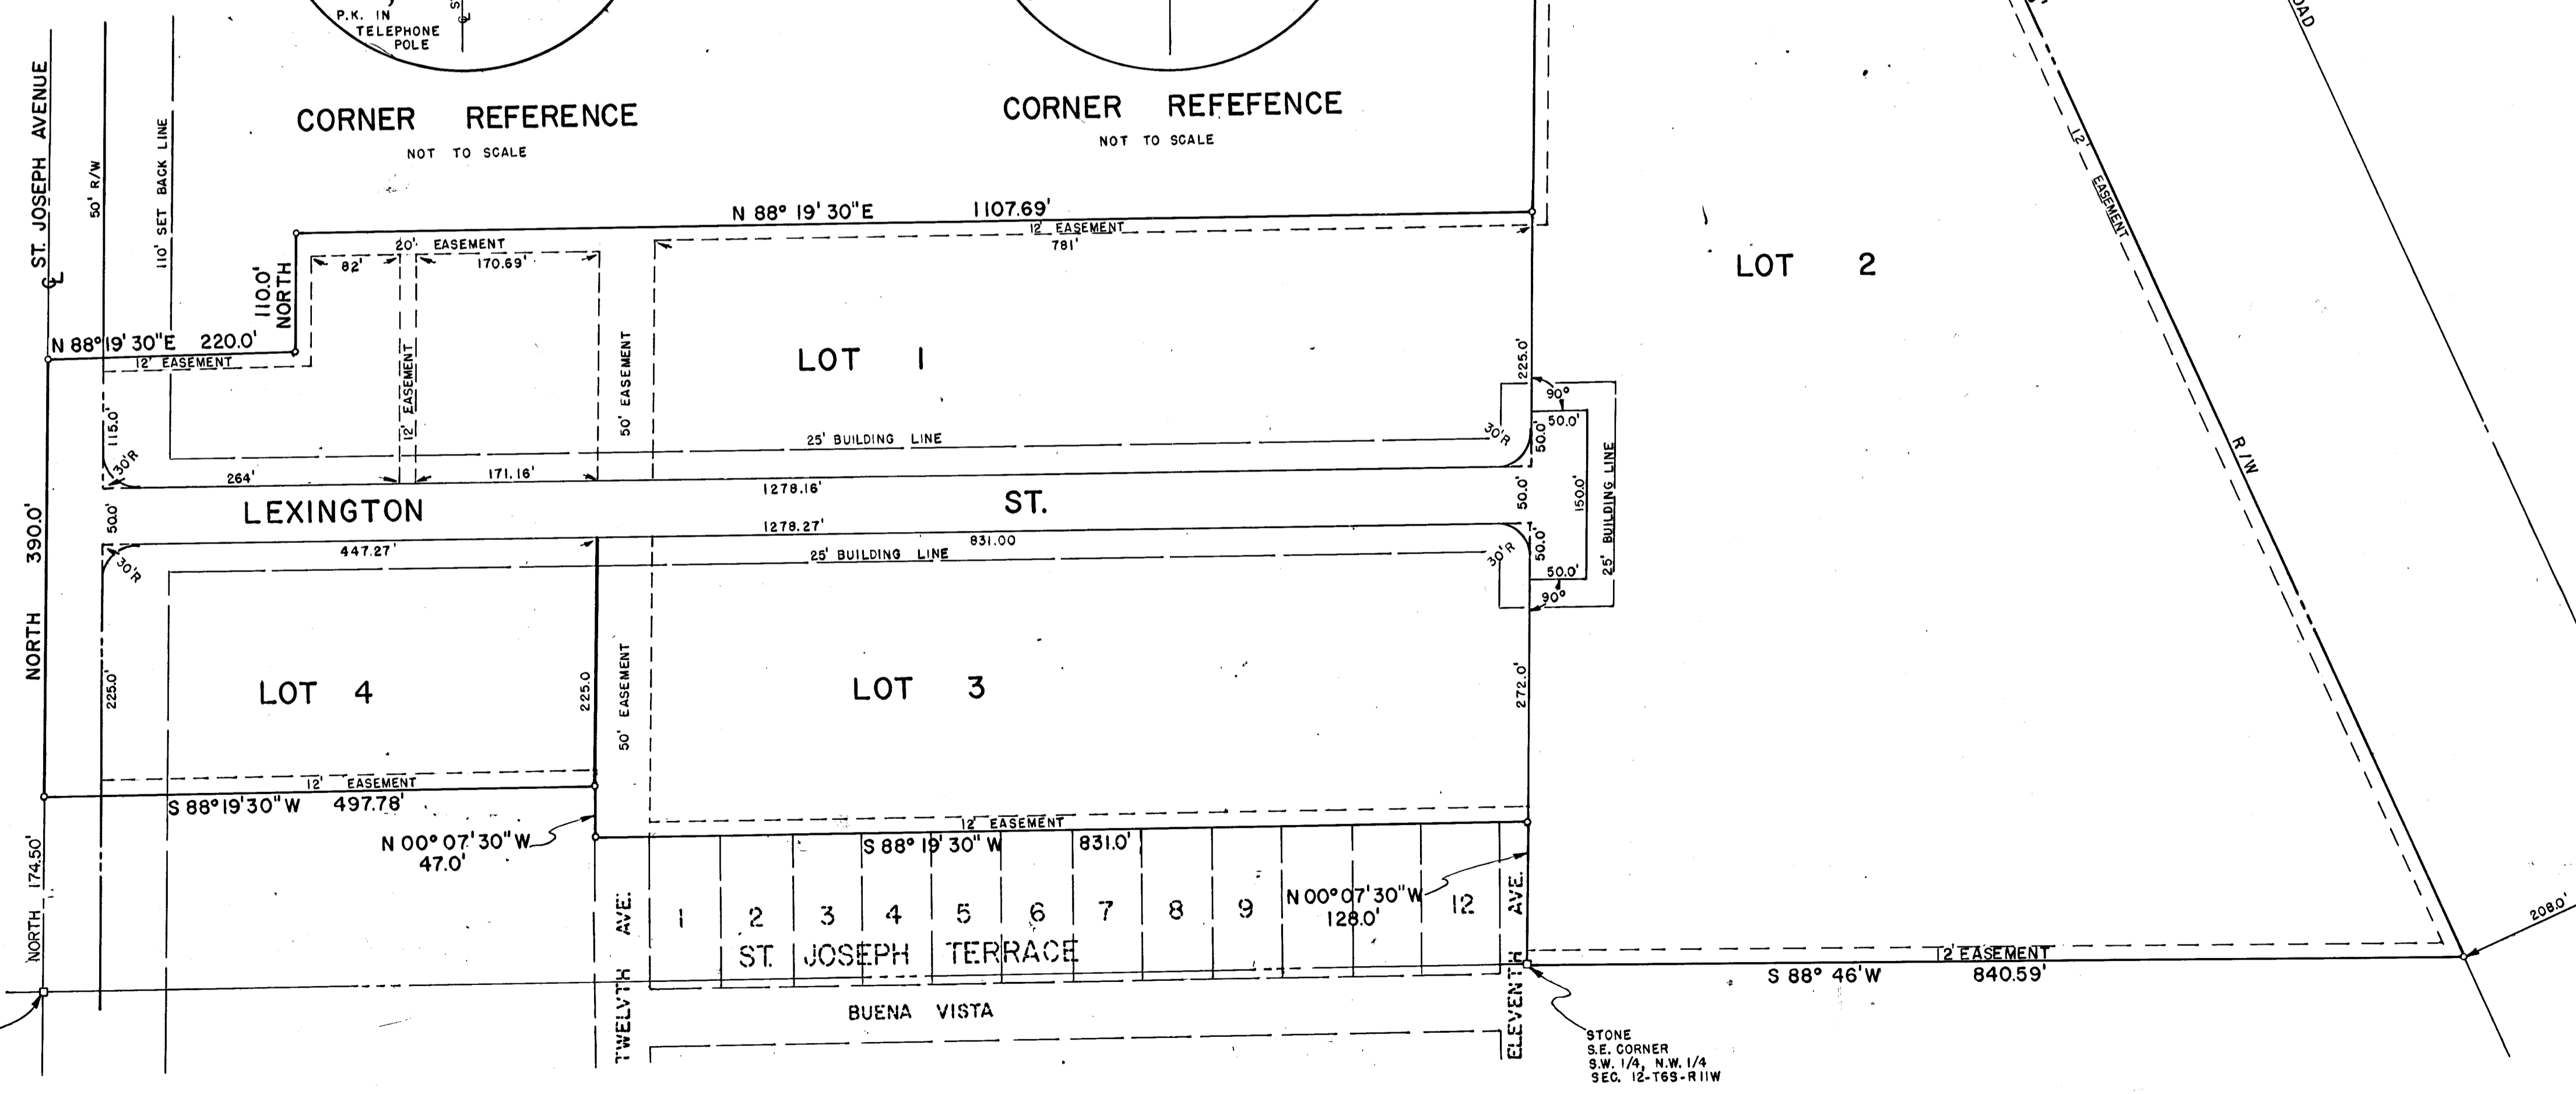 P.K. IN
TELEPHONE
POLE
CORNER REFERENCE
NOT TO SCALE
CORNER REFEFENCE
NOT TO SCALE
ST. JOSEPH AVENUE
℄
50' R/W
110' SET BACK LINE
N 88° 19' 30"E 1107.69'
12' EASEMENT
781'
20' EASEMENT
82'
170.69'
110.0'
NORTH
N 88°19' 30"E 220.0'
12' EASEMENT
12' EASEMENT
50' EASEMENT
LOT 1
LOT 2
12'
EASEMENT
R/W
225.0'
90°
50.0'
50.0'
30'R
25' BUILDING LINE
115.0'
30'R
264'
171.16'
1278.16'
LEXINGTON ST.
50.0'
50.0'
150.0'
25' BUILDING LINE
1278.27'
447.27'
831.00
25' BUILDING LINE
30'R
30'R
50.0'
50.0'
90°
NORTH 390.0'
225.0'
LOT 4
225.0
50' EASEMENT
LOT 3
272.0'
12' EASEMENT
S 88°19'30"W 497.78'
N 00° 07'30"W
47.0'
12' EASEMENT
S 88° 19' 30" W 831.0'
NORTH 174.50'
N 00° 07'30"W
128.0'
1 2 3 4 5 6 7 8 9 12
ST. JOSEPH TERRACE
TWELVTH AVE.
ELEVENTH AVE.
BUENA VISTA
12' EASEMENT
S 88° 46' W 840.59'
208.0'
STONE
S.E. CORNER
S.W. 1/4, N.W. 1/4
SEC. 12-T6S-R11W